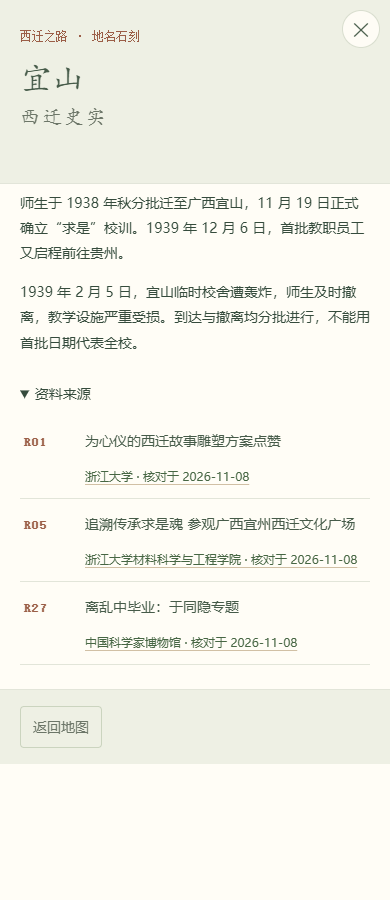 西迁之路 · 地名石刻
宜山
西迁史实
师生于 1938 年秋分批迁至广西宜山，11 月 19 日正式
确立“求是”校训。1939 年 12 月 6 日，首批教职员工
又启程前往贵州。
1939 年 2 月 5 日，宜山临时校舍遭轰炸，师生及时撤
离，教学设施严重受损。到达与撤离均分批进行，不能用
首批日期代表全校。
▼ 资料来源
R01 为心仪的西迁故事雕塑方案点赞
浙江大学 · 核对于 2026-11-08
R05 追溯传承求是魂 参观广西宜州西迁文化广场
浙江大学材料科学与工程学院 · 核对于 2026-11-08
R27 离乱中毕业：于同隐专题
中国科学家博物馆 · 核对于 2026-11-08
返回地图